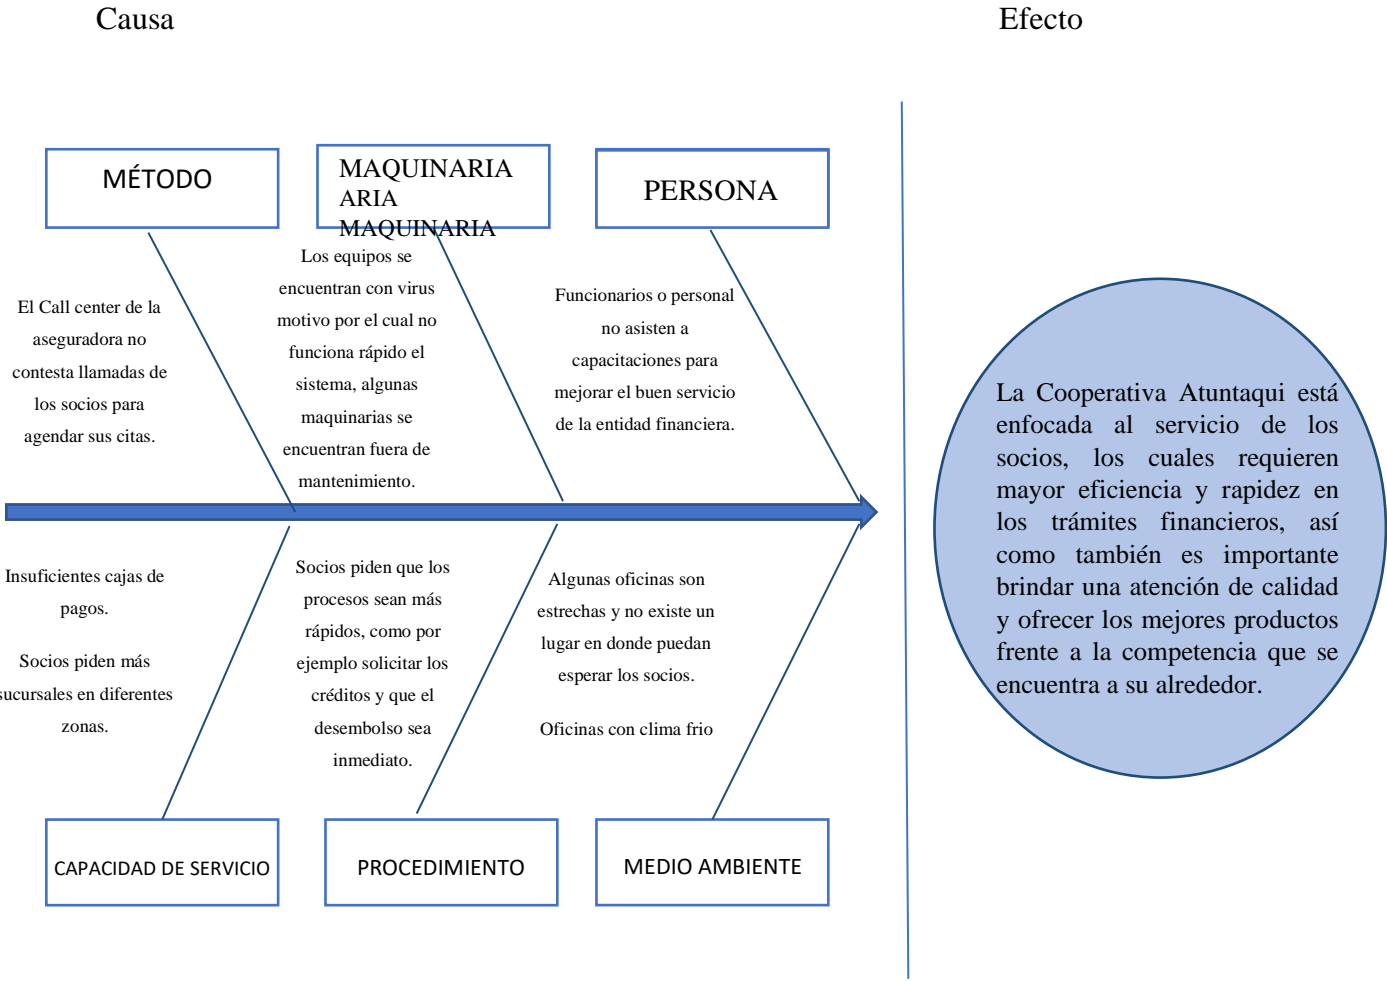 Causa
Efecto
MÉTODO
MAQUINARIA
ARIA
MAQUINARIA
PERSONA
El Call center de la
aseguradora no
contesta llamadas de
los socios para
agendar sus citas.
Los equipos se
encuentran con virus
motivo por el cual no
funciona rápido el
sistema, algunas
maquinarias se
encuentran fuera de
mantenimiento.
Funcionarios o personal
no asisten a
capacitaciones para
mejorar el buen servicio
de la entidad financiera.
La Cooperativa Atuntaqui está
enfocada al servicio de los
socios, los cuales requieren
mayor eficiencia y rapidez en
los trámites financieros, así
como también es importante
brindar una atención de calidad
y ofrecer los mejores productos
frente a la competencia que se
encuentra a su alrededor.
Insuficientes cajas de
pagos.
Socios piden más
sucursales en diferentes
zonas.
Socios piden que los
procesos sean más
rápidos, como por
ejemplo solicitar los
créditos y que el
desembolso sea
inmediato.
Algunas oficinas son
estrechas y no existe un
lugar en donde puedan
esperar los socios.
Oficinas con clima frio
CAPACIDAD DE SERVICIO
PROCEDIMIENTO
MEDIO AMBIENTE